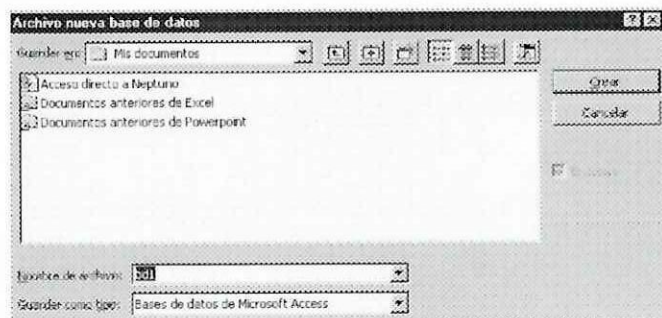 Archivo nueva base de datos
Guardar en: Mis documentos
Acceso directo a Neptuno
Documentos anteriores de Excel
Documentos anteriores de Powerpoint
Crear
Cancelar
Nombre de archivo: bd1
Guardar como tipo: Bases de datos de Microsoft Access